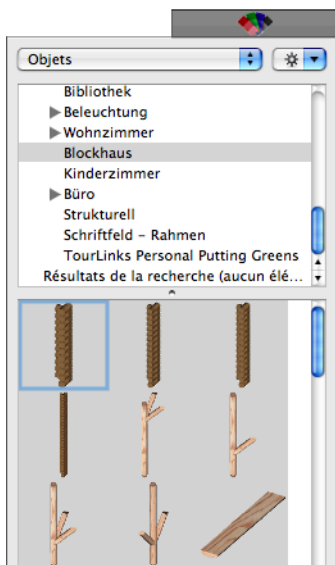 Objets
Bibliothek
Beleuchtung
Wohnzimmer
Blockhaus
Kinderzimmer
Büro
Strukturell
Schriftfeld – Rahmen
TourLinks Personal Putting Greens
Résultats de la recherche (aucun élé...